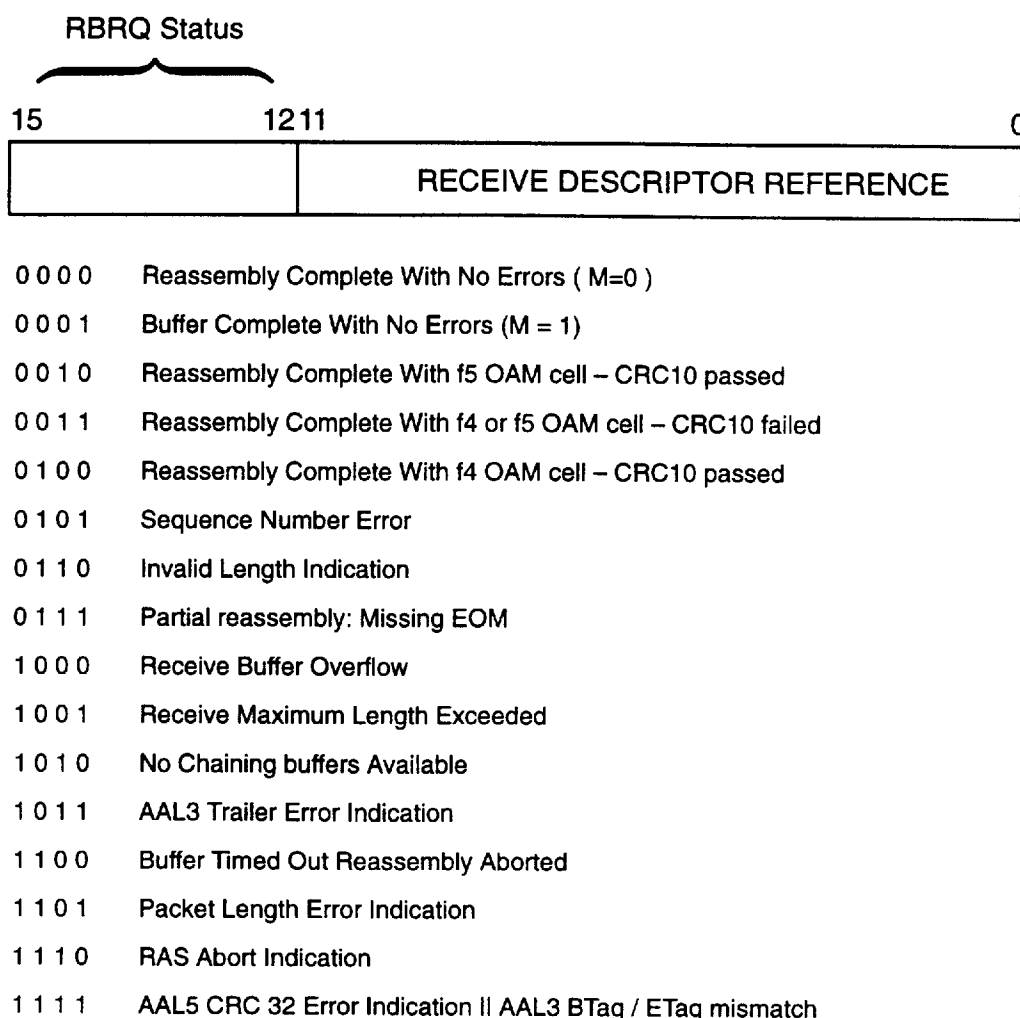 RBRQ Status
15 12 11 0
RECEIVE DESCRIPTOR REFERENCE
0 0 0 0 Reassembly Complete With No Errors ( M=0 )
0 0 0 1 Buffer Complete With No Errors (M = 1)
0 0 1 0 Reassembly Complete With f5 OAM cell – CRC10 passed
0 0 1 1 Reassembly Complete With f4 or f5 OAM cell – CRC10 failed
0 1 0 0 Reassembly Complete With f4 OAM cell – CRC10 passed
0 1 0 1 Sequence Number Error
0 1 1 0 Invalid Length Indication
0 1 1 1 Partial reassembly: Missing EOM
1 0 0 0 Receive Buffer Overflow
1 0 0 1 Receive Maximum Length Exceeded
1 0 1 0 No Chaining buffers Available
1 0 1 1 AAL3 Trailer Error Indication
1 1 0 0 Buffer Timed Out Reassembly Aborted
1 1 0 1 Packet Length Error Indication
1 1 1 0 RAS Abort Indication
1 1 1 1 AAL5 CRC 32 Error Indication || AAL3 BTag / ETag mismatch